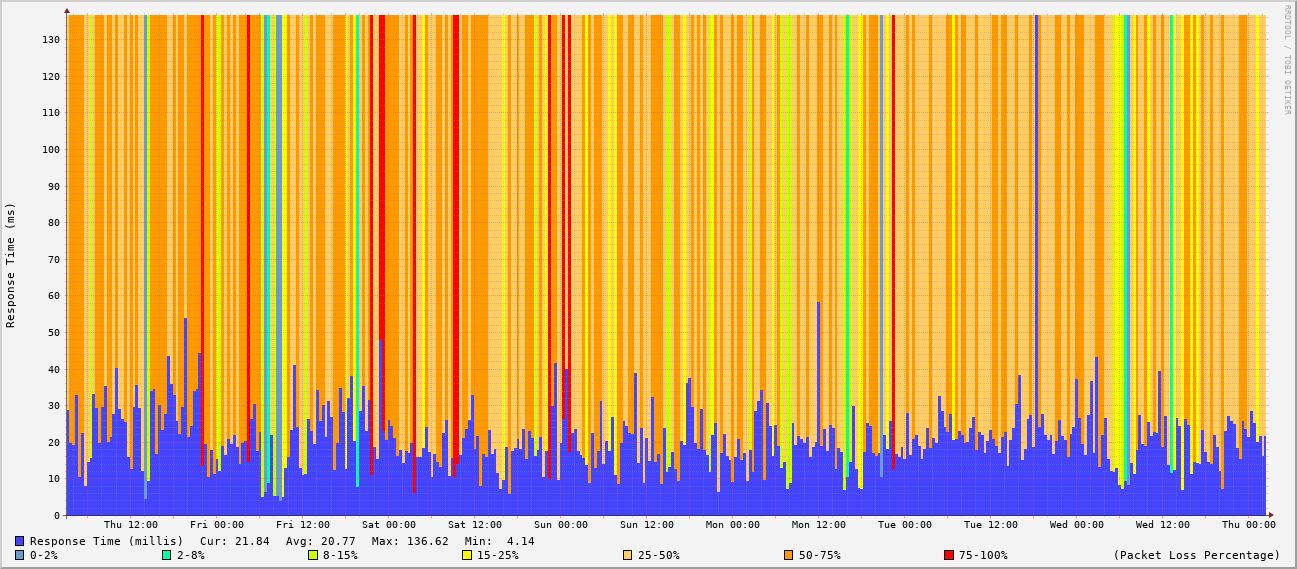 RRDTOOL / TOBI OETIKER
Response Time (ms)
130
120
110
100
90
80
70
60
50
40
30
20
10
0
Thu 12:00 Fri 00:00 Fri 12:00 Sat 00:00 Sat 12:00 Sun 00:00 Sun 12:00 Mon 00:00 Mon 12:00 Tue 00:00 Tue 12:00 Wed 00:00 Wed 12:00 Thu 00:00
Response Time (millis) Cur: 21.84 Avg: 20.77 Max: 136.62 Min: 4.14
0-2% 2-8% 8-15% 15-25% 25-50% 50-75% 75-100% (Packet Loss Percentage)